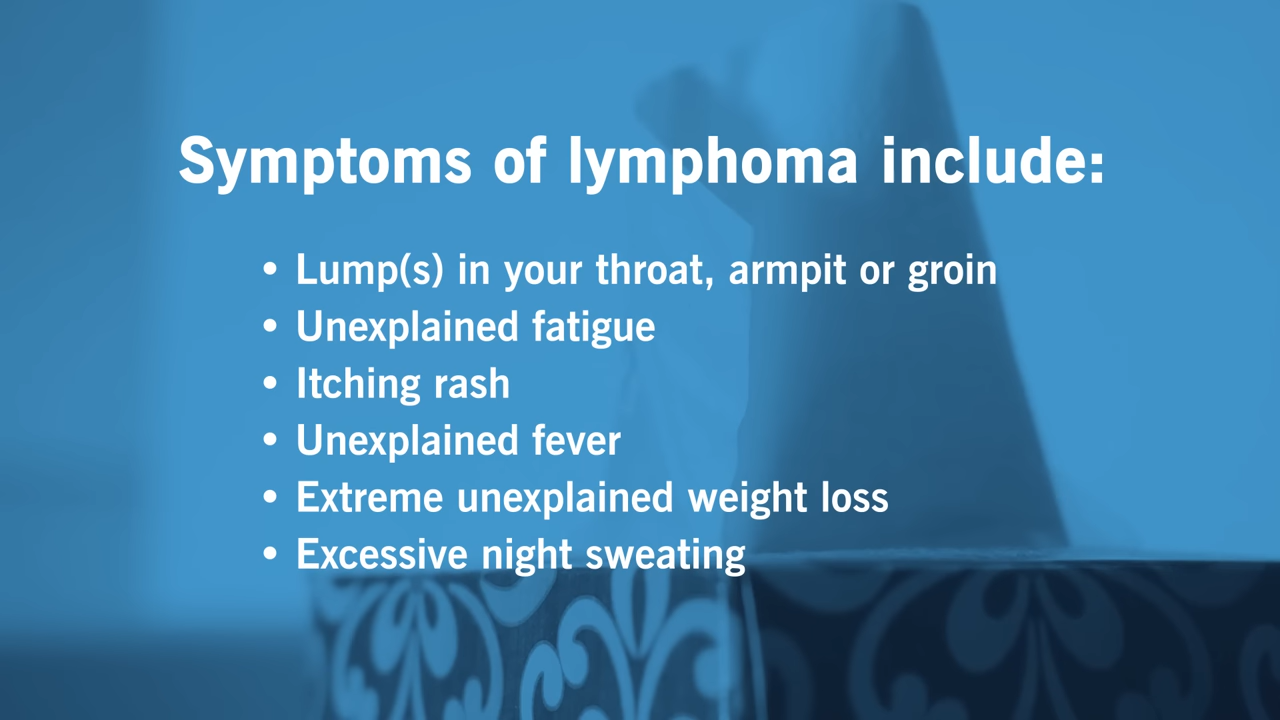 Symptoms of lymphoma include:
• Lump(s) in your throat, armpit or groin
• Unexplained fatigue
• Itching rash
• Unexplained fever
• Extreme unexplained weight loss
• Excessive night sweating